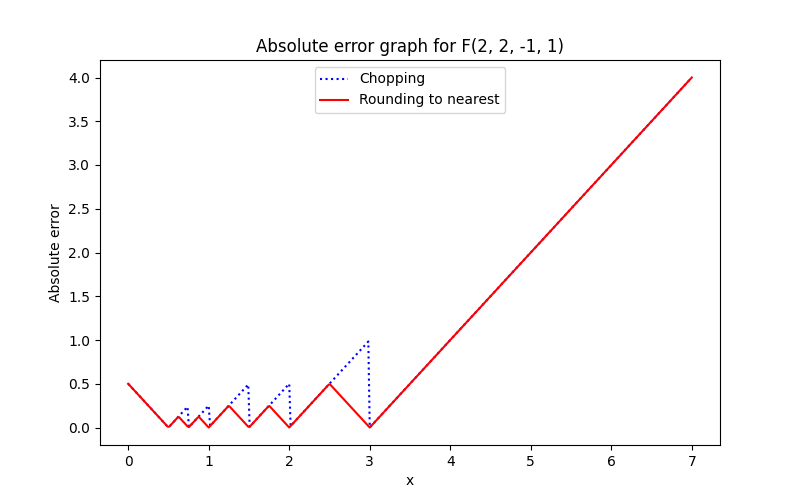 Absolute error graph for F(2, 2, -1, 1)
Chopping
Rounding to nearest
Absolute error
4.0
3.5
3.0
2.5
2.0
1.5
1.0
0.5
0.0
0 1 2 3 4 5 6 7
x